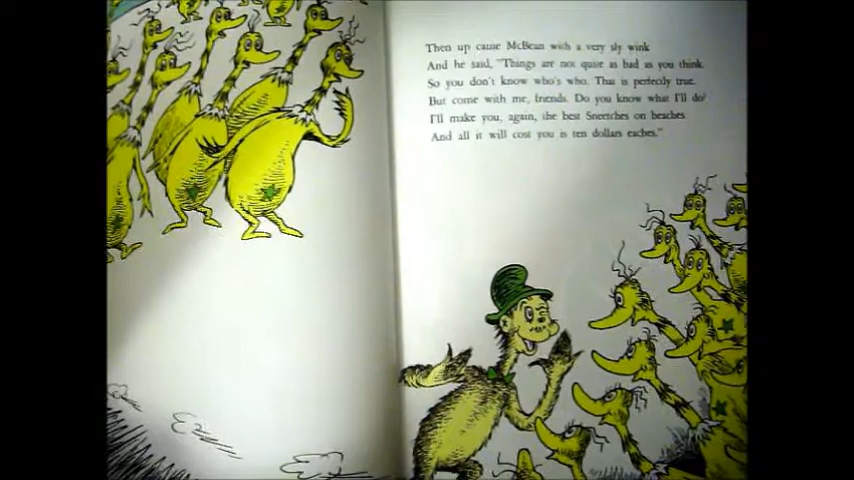 Then up came McBean with a very sly wink
And he said, "Things are not quite as bad as you think.
So you don't know who's who. That is perfectly true.
But come with me, friends. Do you know what I'll do?
I'll make you, again, the best Sneetches on beaches
And all it will cost you is ten dollars eaches."